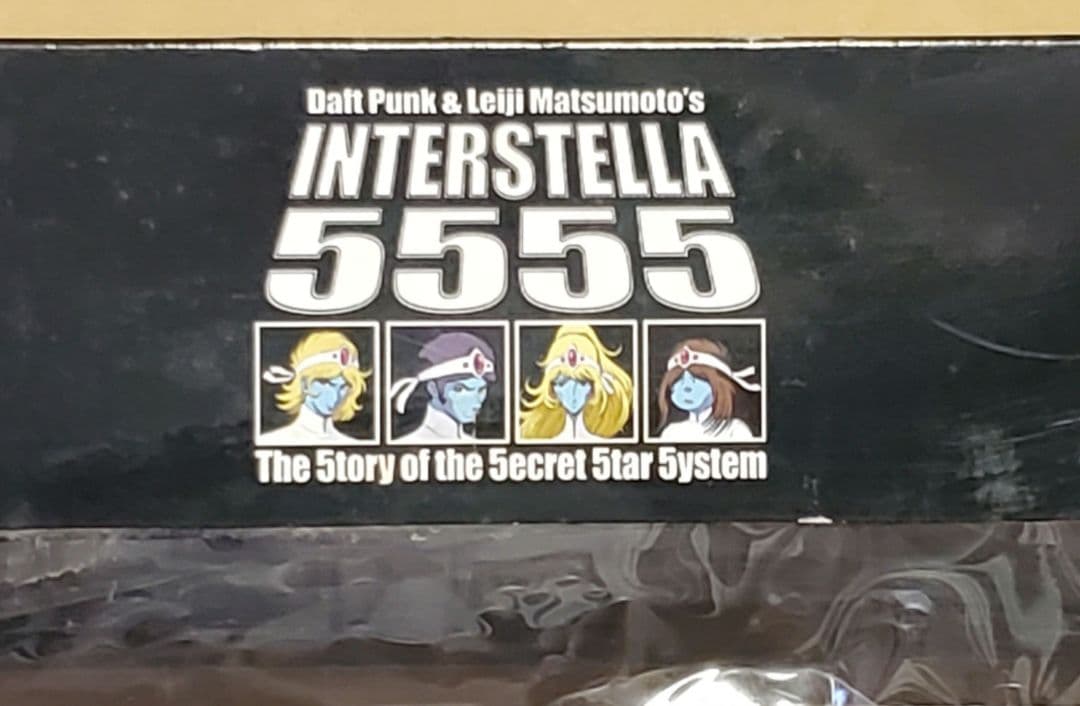 Daft Punk & Leiji Matsumoto's
INTERSTELLA
5555
The 5tory of the 5ecret 5tar 5ystem